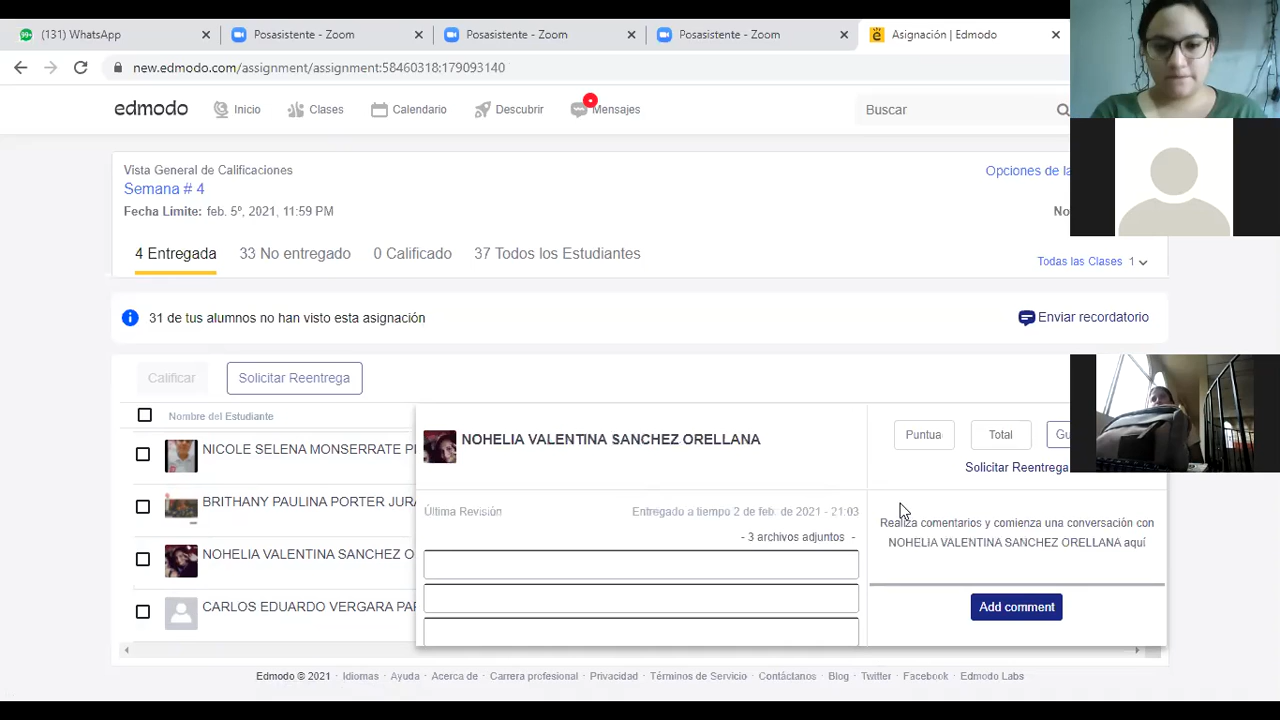 (131) WhatsApp
Posasistente - Zoom
Posasistente - Zoom
Posasistente - Zoom
Asignación | Edmodo
new.edmodo.com/assignment/assignment:58460318:179093140
edmodo
Inicio
Clases
Calendario
Descubrir
Mensajes
Buscar
Vista General de Calificaciones
Semana # 4
Opciones de la
Fecha Limite: feb. 5º, 2021, 11:59 PM
No
4 Entregada
33 No entregado
0 Calificado
37 Todos los Estudiantes
Todas las Clases 1
31 de tus alumnos no han visto esta asignación
Enviar recordatorio
Calificar
Solicitar Reentrega
Nombre del Estudiante
NICOLE SELENA MONSERRATE P
BRITHANY PAULINA PORTER JURA
NOHELIA VALENTINA SANCHEZ O
CARLOS EDUARDO VERGARA PA
NOHELIA VALENTINA SANCHEZ ORELLANA
Puntua
Total
Gu
Solicitar Reentrega
Última Revisión
Entregado a tiempo 2 de feb. de 2021 - 21:03
- 3 archivos adjuntos -
Realiza comentarios y comienza una conversación con
NOHELIA VALENTINA SANCHEZ ORELLANA aquí
Add comment
Edmodo © 2021 · Idiomas · Ayuda · Acerca de · Carrera profesional · Privacidad · Términos de Servicio · Contáctanos · Blog · Twitter · Facebook · Edmodo Labs